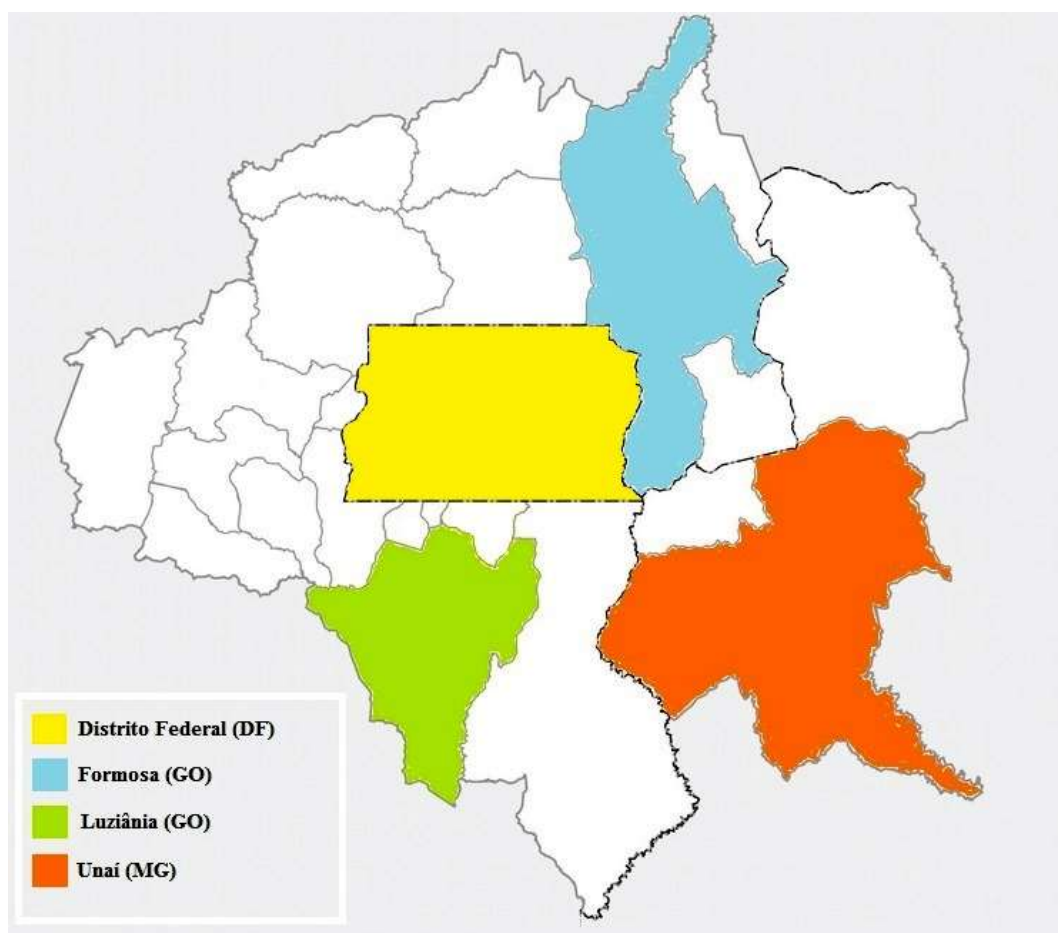 Distrito Federal (DF)
Formosa (GO)
Luziânia (GO)
Unaí (MG)